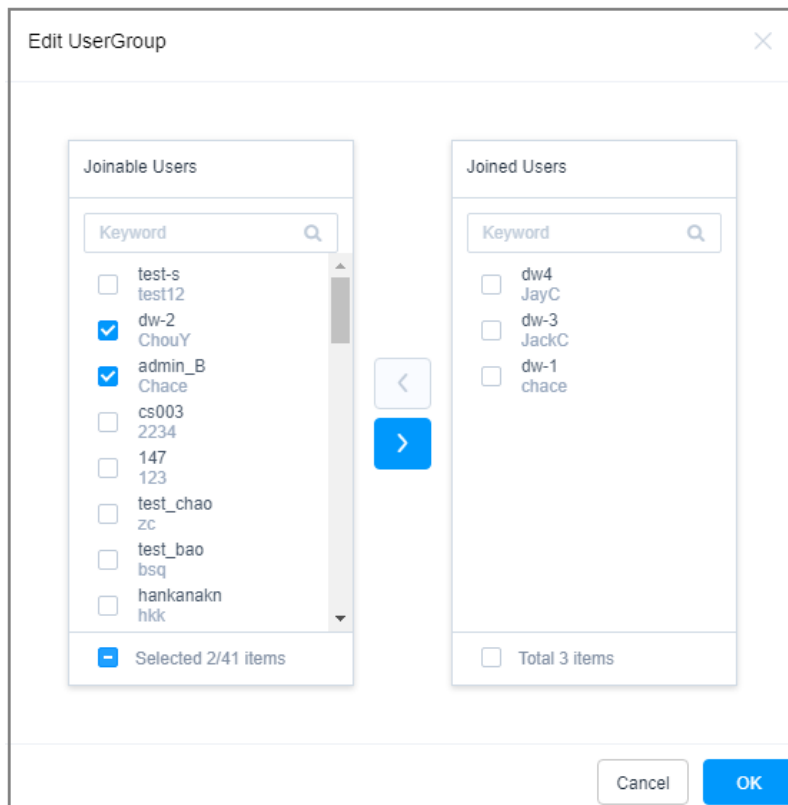 Edit UserGroup
Joinable Users
Keyword
test-s
test12
dw-2
ChouY
admin_B
Chace
cs003
2234
147
123
test_chao
zc
test_bao
bsq
hankanakn
hkk
Selected 2/41 items
Joined Users
Keyword
dw4
JayC
dw-3
JackC
dw-1
chace
Total 3 items
Cancel
OK